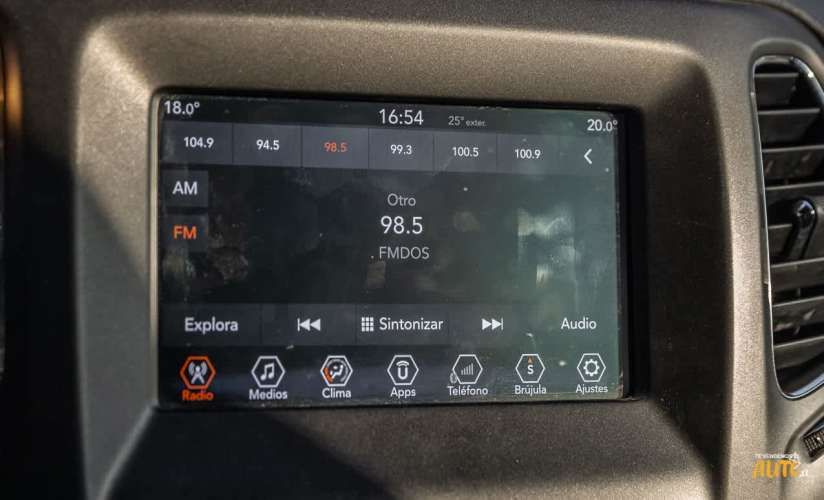 18.0° 16:54 25° exter. 20.0°
104.9 94.5 98.5 99.3 100.5 100.9
AM
Otro
98.5
FM
FMDOS
Explora Sintonizar Audio
U S
Radio Medios Clima Apps Teléfono Brújula Ajustes
AUTO